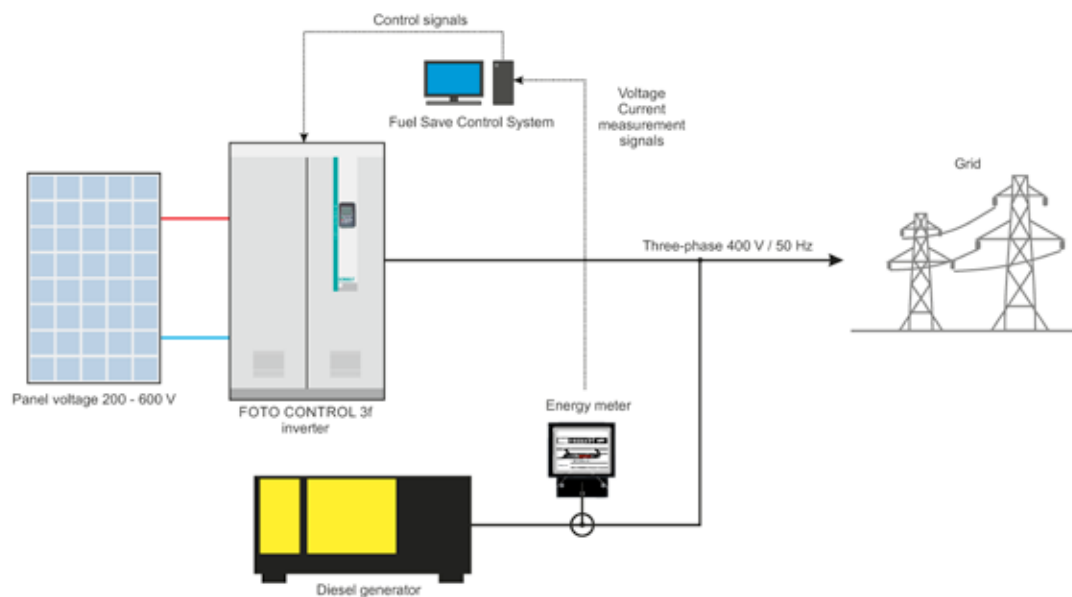 Control signals
Fuel Save Control System
Voltage
Current
measurement
signals
Grid
Three-phase 400 V / 50 Hz
Panel voltage 200 - 600 V
FOTO CONTROL 3f
inverter
Energy meter
Diesel generator